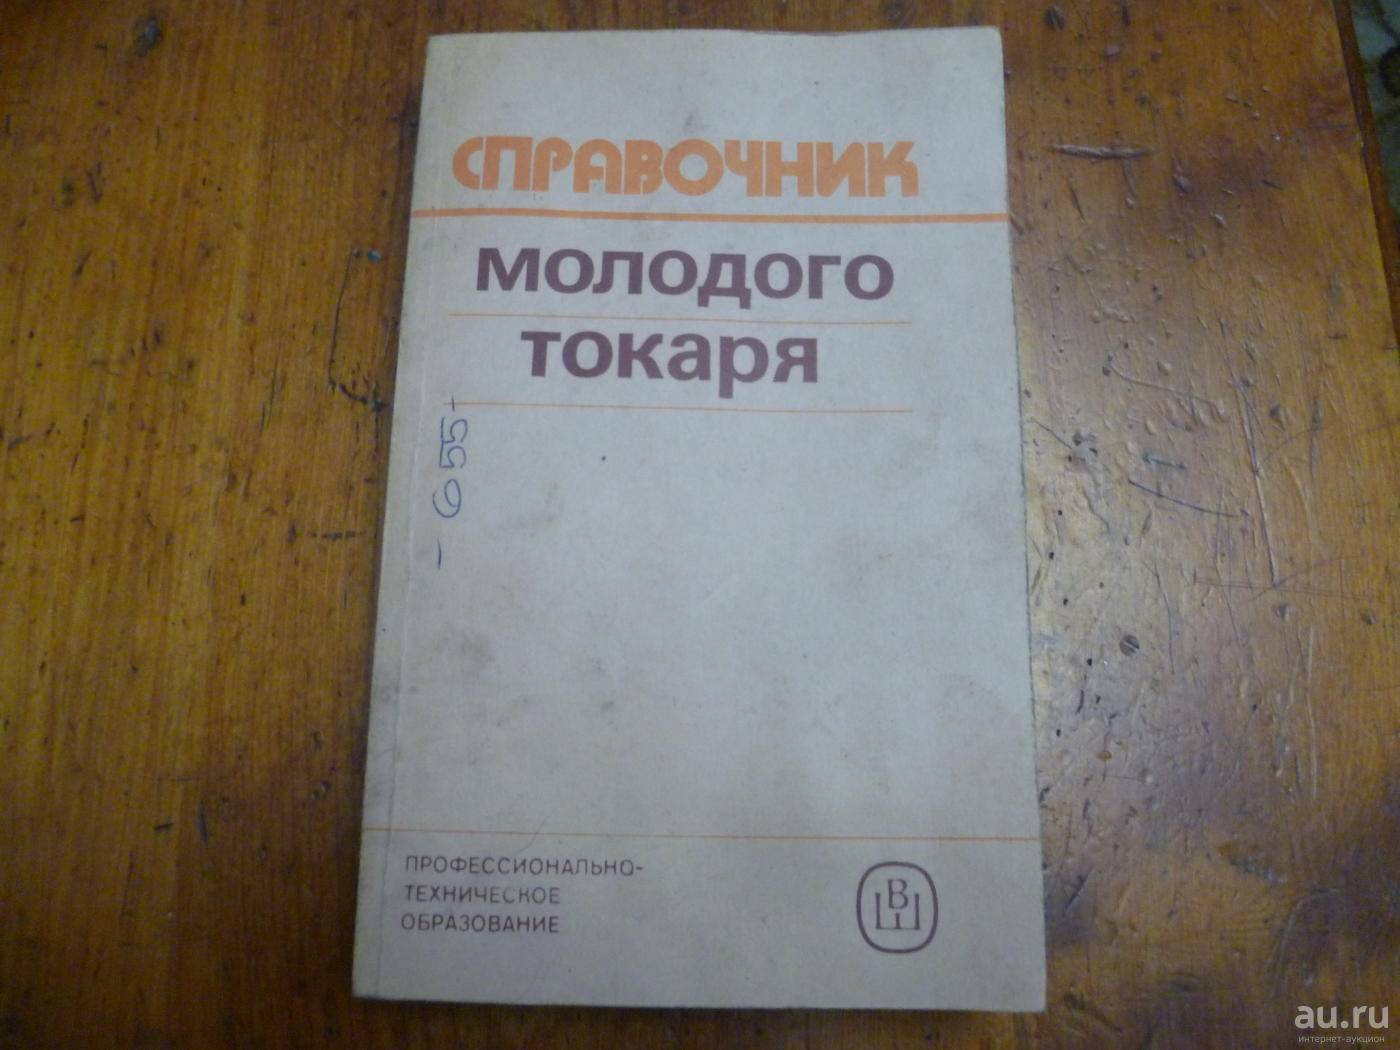 СПРАВОЧНИК
МОЛОДОГО
ТОКАРЯ
- 655-
ПРОФЕССИОНАЛЬНО-
ТЕХНИЧЕСКОЕ
ОБРАЗОВАНИЕ
ВШ
au.ru
интернет-аукцион